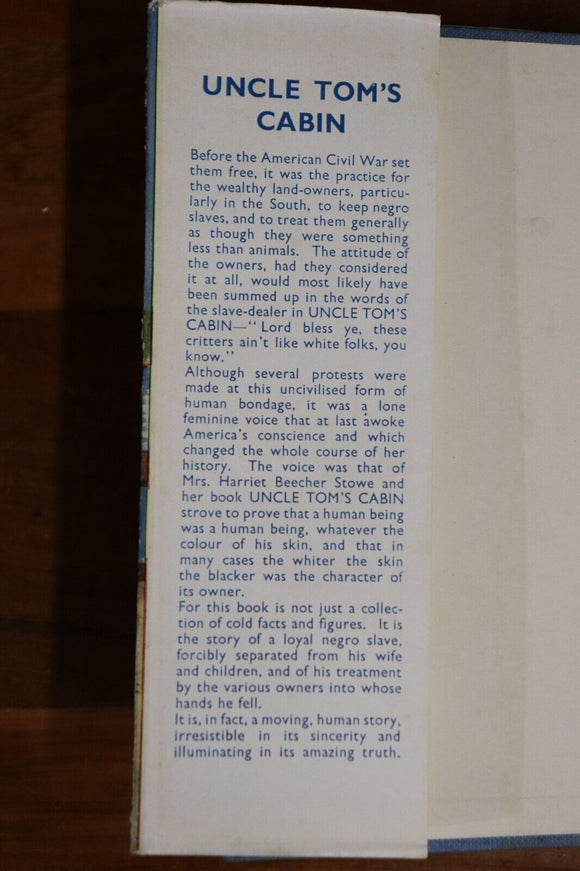 UNCLE TOM'S
CABIN
Before the American Civil War set
them free, it was the practice for
the wealthy land-owners, particu-
larly in the South, to keep negro
slaves, and to treat them generally
as though they were something
less than animals. The attitude of
the owners, had they considered
it at all, would most likely have
been summed up in the words of
the slave-dealer in UNCLE TOM'S
CABIN—“Lord bless ye, these
critters ain't like white folks, you
know.”
Although several protests were
made at this uncivilised form of
human bondage, it was a lone
feminine voice that at last awoke
America's conscience and which
changed the whole course of her
history. The voice was that of
Mrs. Harriet Beecher Stowe and
her book UNCLE TOM'S CABIN
strove to prove that a human being
was a human being, whatever the
colour of his skin, and that in
many cases the whiter the skin
the blacker was the character of
its owner.
For this book is not just a collec-
tion of cold facts and figures. It is
the story of a loyal negro slave,
forcibly separated from his wife
and children, and of his treatment
by the various owners into whose
hands he fell.
It is, in fact, a moving, human story,
irresistible in its sincerity and
illuminating in its amazing truth.